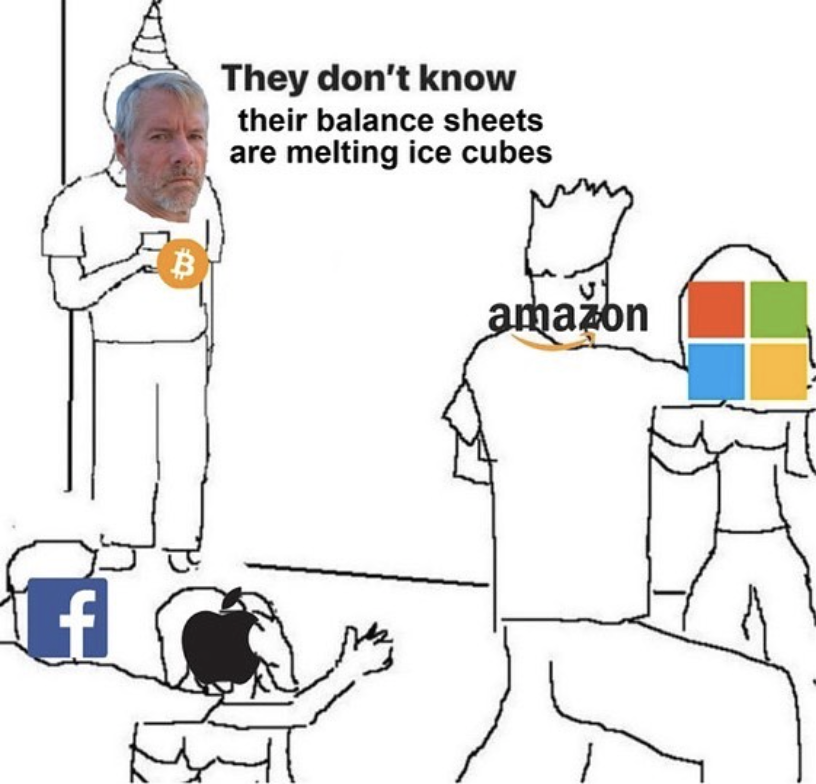 They don't know
their balance sheets
are melting ice cubes
amazon